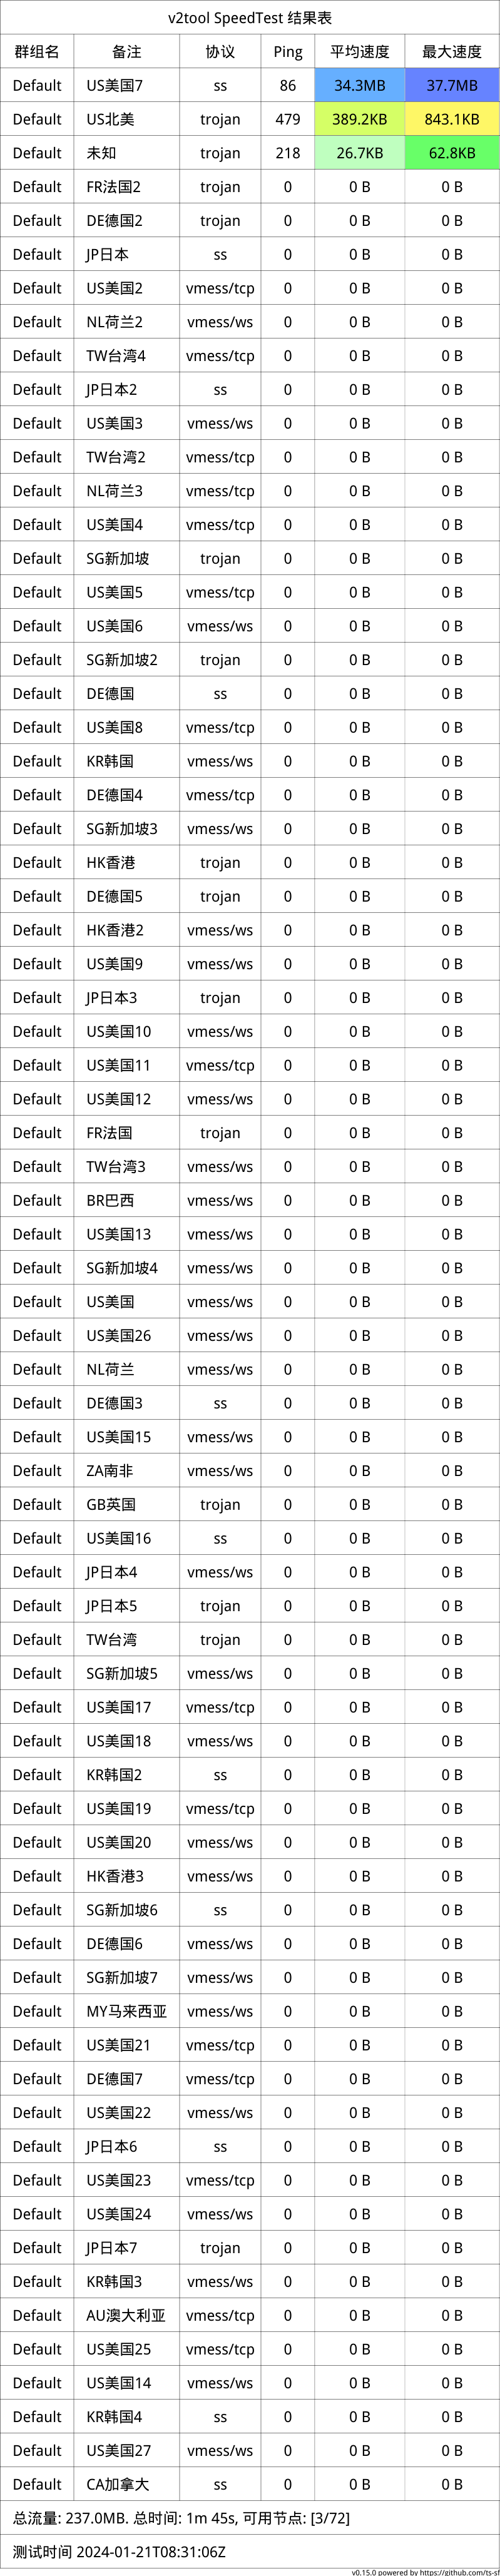 v2tool SpeedTest 结果表
群组名 备注 协议 Ping 平均速度 最大速度
Default US美国7 ss 86 34.3MB 37.7MB
Default US北美 trojan 479 389.2KB 843.1KB
Default 未知 trojan 218 26.7KB 62.8KB
Default FR法国2 trojan 0 0 B 0 B
Default DE德国2 trojan 0 0 B 0 B
Default JP日本 ss 0 0 B 0 B
Default US美国2 vmess/tcp 0 0 B 0 B
Default NL荷兰2 vmess/ws 0 0 B 0 B
Default TW台湾4 vmess/tcp 0 0 B 0 B
Default JP日本2 ss 0 0 B 0 B
Default US美国3 vmess/ws 0 0 B 0 B
Default TW台湾2 vmess/tcp 0 0 B 0 B
Default NL荷兰3 vmess/tcp 0 0 B 0 B
Default US美国4 vmess/tcp 0 0 B 0 B
Default SG新加坡 trojan 0 0 B 0 B
Default US美国5 vmess/tcp 0 0 B 0 B
Default US美国6 vmess/ws 0 0 B 0 B
Default SG新加坡2 trojan 0 0 B 0 B
Default DE德国 ss 0 0 B 0 B
Default US美国8 vmess/tcp 0 0 B 0 B
Default KR韩国 vmess/ws 0 0 B 0 B
Default DE德国4 vmess/tcp 0 0 B 0 B
Default SG新加坡3 vmess/ws 0 0 B 0 B
Default HK香港 trojan 0 0 B 0 B
Default DE德国5 trojan 0 0 B 0 B
Default HK香港2 vmess/ws 0 0 B 0 B
Default US美国9 vmess/ws 0 0 B 0 B
Default JP日本3 trojan 0 0 B 0 B
Default US美国10 vmess/ws 0 0 B 0 B
Default US美国11 vmess/tcp 0 0 B 0 B
Default US美国12 vmess/ws 0 0 B 0 B
Default FR法国 trojan 0 0 B 0 B
Default TW台湾3 vmess/ws 0 0 B 0 B
Default BR巴西 vmess/ws 0 0 B 0 B
Default US美国13 vmess/ws 0 0 B 0 B
Default SG新加坡4 vmess/ws 0 0 B 0 B
Default US美国 vmess/ws 0 0 B 0 B
Default US美国26 vmess/ws 0 0 B 0 B
Default NL荷兰 vmess/ws 0 0 B 0 B
Default DE德国3 ss 0 0 B 0 B
Default US美国15 vmess/ws 0 0 B 0 B
Default ZA南非 vmess/ws 0 0 B 0 B
Default GB英国 trojan 0 0 B 0 B
Default US美国16 ss 0 0 B 0 B
Default JP日本4 vmess/ws 0 0 B 0 B
Default JP日本5 trojan 0 0 B 0 B
Default TW台湾 trojan 0 0 B 0 B
Default SG新加坡5 vmess/ws 0 0 B 0 B
Default US美国17 vmess/tcp 0 0 B 0 B
Default US美国18 vmess/ws 0 0 B 0 B
Default KR韩国2 ss 0 0 B 0 B
Default US美国19 vmess/tcp 0 0 B 0 B
Default US美国20 vmess/ws 0 0 B 0 B
Default HK香港3 vmess/ws 0 0 B 0 B
Default SG新加坡6 ss 0 0 B 0 B
Default DE德国6 vmess/ws 0 0 B 0 B
Default SG新加坡7 vmess/ws 0 0 B 0 B
Default MY马来西亚 vmess/ws 0 0 B 0 B
Default US美国21 vmess/tcp 0 0 B 0 B
Default DE德国7 vmess/tcp 0 0 B 0 B
Default US美国22 vmess/ws 0 0 B 0 B
Default JP日本6 ss 0 0 B 0 B
Default US美国23 vmess/tcp 0 0 B 0 B
Default US美国24 vmess/ws 0 0 B 0 B
Default JP日本7 trojan 0 0 B 0 B
Default KR韩国3 vmess/ws 0 0 B 0 B
Default AU澳大利亚 vmess/tcp 0 0 B 0 B
Default US美国25 vmess/tcp 0 0 B 0 B
Default US美国14 vmess/ws 0 0 B 0 B
Default KR韩国4 ss 0 0 B 0 B
Default US美国27 vmess/ws 0 0 B 0 B
Default CA加拿大 ss 0 0 B 0 B
总流量: 237.0MB. 总时间: 1m 45s, 可用节点: [3/72]
测试时间 2024-01-21T08:31:06Z
v0.15.0 powered by https://github.com/ts-sl